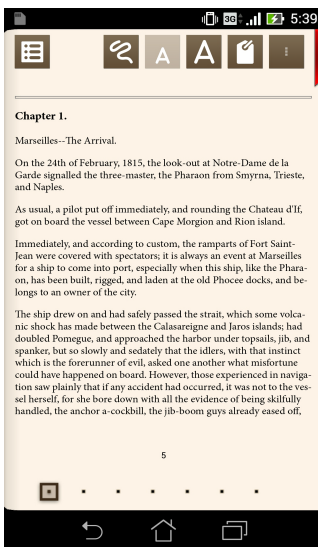 3G
5:39
A
A
Chapter 1.
Marseilles--The Arrival.
On the 24th of February, 1815, the look-out at Notre-Dame de la
Garde signalled the three-master, the Pharaon from Smyrna, Trieste,
and Naples.
As usual, a pilot put off immediately, and rounding the Chateau d'If,
got on board the vessel between Cape Morgion and Rion island.
Immediately, and according to custom, the ramparts of Fort Saint-
Jean were covered with spectators; it is always an event at Marseilles
for a ship to come into port, especially when this ship, like the Phara-
on, has been built, rigged, and laden at the old Phocee docks, and be-
longs to an owner of the city.
The ship drew on and had safely passed the strait, which some volca-
nic shock has made between the Calasareigne and Jaros islands; had
doubled Pomegue, and approached the harbor under topsails, jib, and
spanker, but so slowly and sedately that the idlers, with that instinct
which is the forerunner of evil, asked one another what misfortune
could have happened on board. However, those experienced in naviga-
tion saw plainly that if any accident had occurred, it was not to the ves-
sel herself, for she bore down with all the evidence of being skilfully
handled, the anchor a-cockbill, the jib-boom guys already eased off,
5